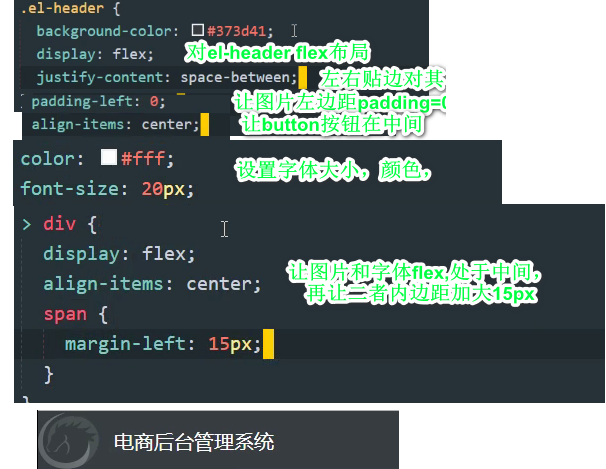 .el-header {
background-color: #373d41;
display: flex; 对el-header flex布局
justify-content: space-between; 左右贴边对其
padding-left: 0; 让图片左边距padding=0
align-items: center; 让button按钮在中间
color: #fff; 设置字体大小，颜色，
font-size: 20px;
> div {
display: flex;
align-items: center; 让图片和字体flex,处于中间，
再让二者内边距加大15px
span {
margin-left: 15px;
}
电商后台管理系统